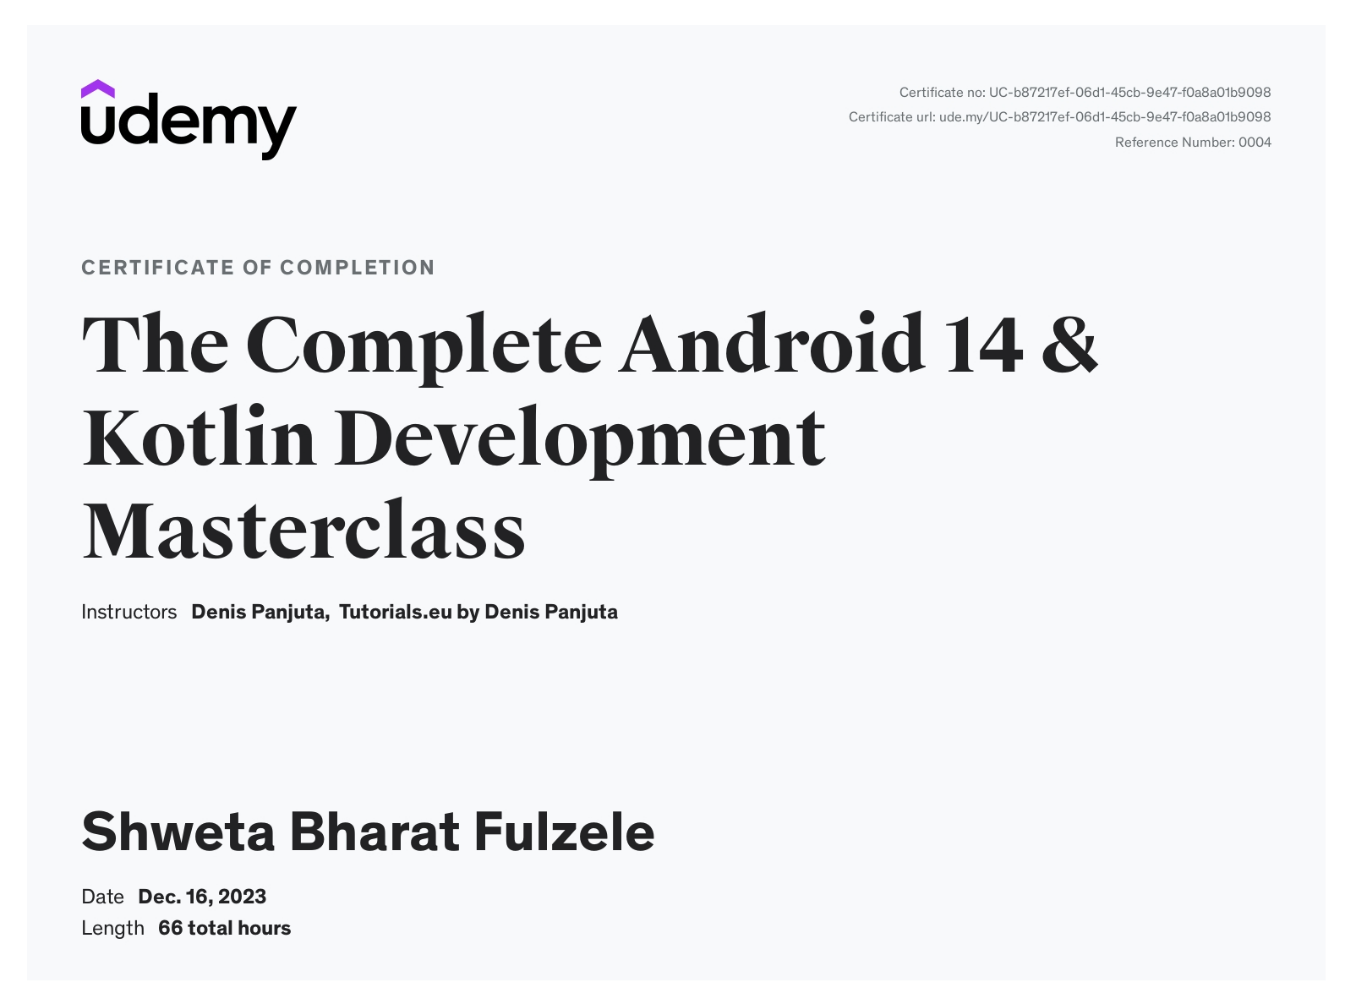 udemy
Certificate no: UC-b87217ef-06d1-45cb-9e47-f0a8a01b9098
Certificate url: ude.my/UC-b87217ef-06d1-45cb-9e47-f0a8a01b9098
Reference Number: 0004
CERTIFICATE OF COMPLETION
The Complete Android 14 &
Kotlin Development
Masterclass
Instructors Denis Panjuta, Tutorials.eu by Denis Panjuta
Shweta Bharat Fulzele
Date Dec. 16, 2023
Length 66 total hours